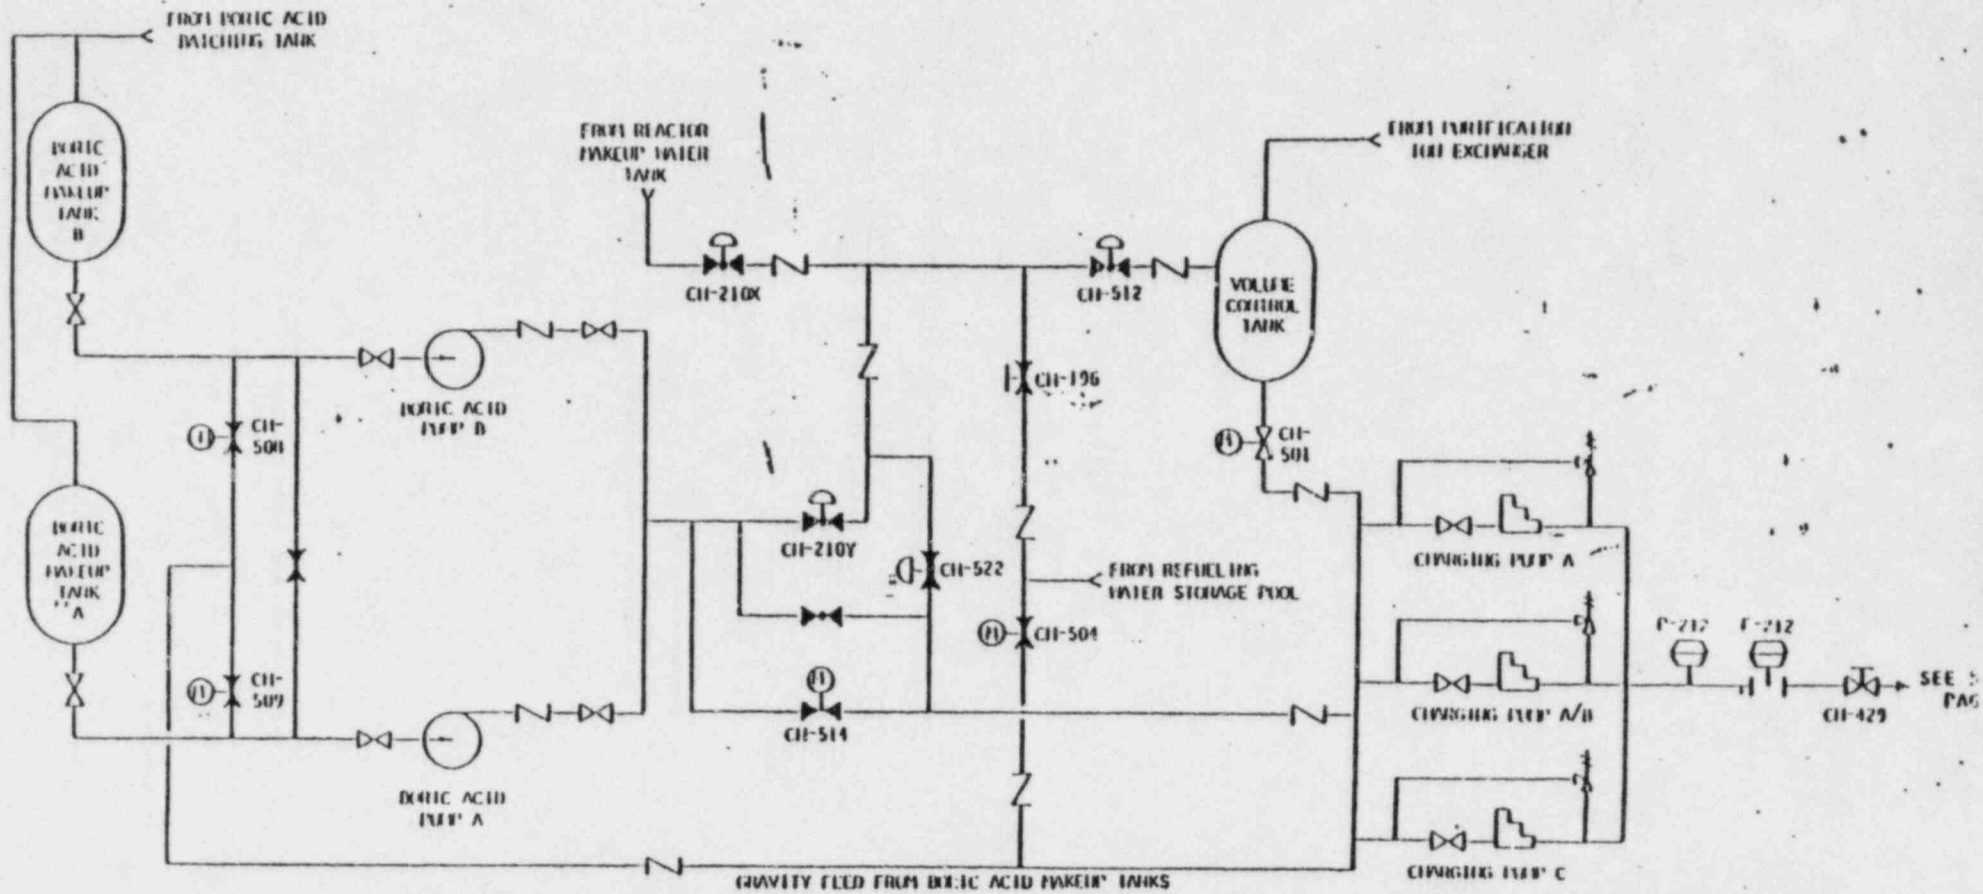 FROM BORIC ACID
BATCHING TANK
BORIC
ACID
MAKEUP
TANK
B
FROM REACTOR
MAKEUP WATER
TANK
FROM PURIFICATION
ION EXCHANGER
CH-210X
CH-512
VOLUME
CONTROL
TANK
CH-196
BORIC ACID
PUMP B
CH-
508
CH-
501
BORIC
ACID
MAKEUP
TANK
A
CH-210Y
CH-522
FROM REFUELING
WATER STORAGE POOL
CHARGING PUMP A
CH-504
P-212
F-212
CH-
509
SEE
CH-514
CHARGING PUMP A/B
CH-429
BORIC ACID
PUMP A
GRAVITY FEED FROM BORIC ACID MAKEUP TANKS
CHARGING PUMP C